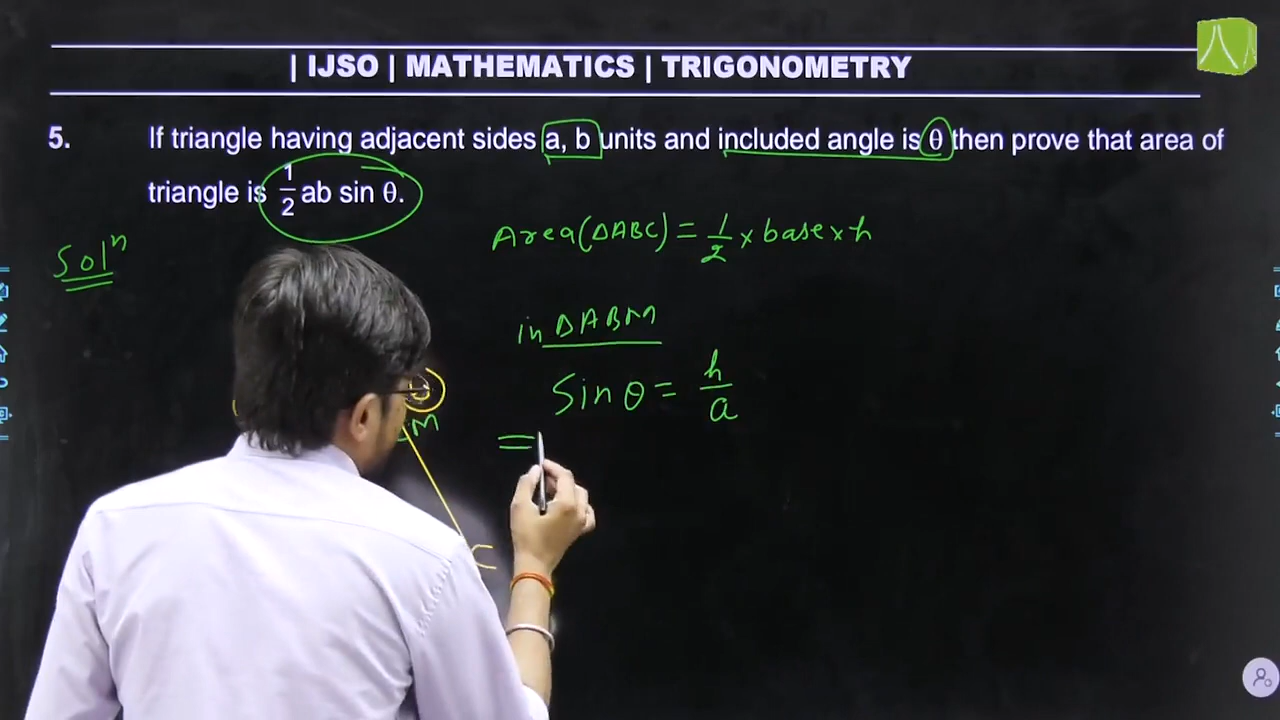 | IJSO | MATHEMATICS | TRIGONOMETRY
5. If triangle having adjacent sides a, b units and included angle is θ then prove that area of
triangle is 1/2 ab sin θ.
Solⁿ
Area(ΔABC) = 1/2 × base × h
in ΔABM
Sin θ = h/a
=
M
C